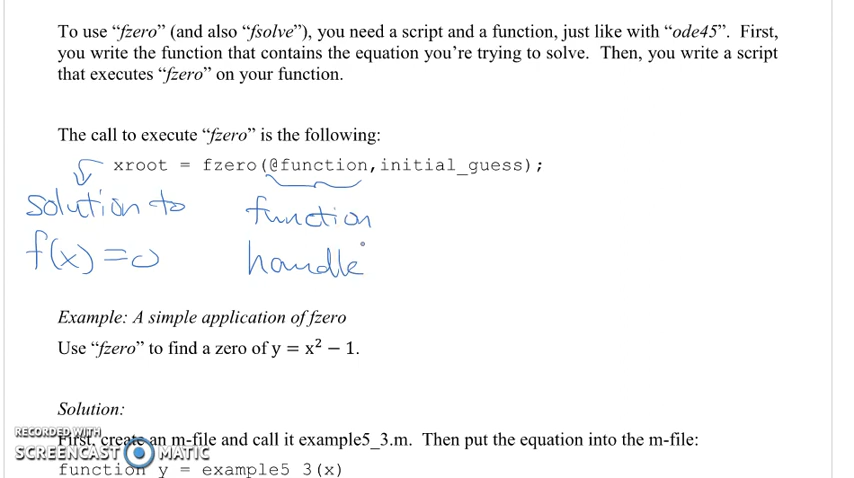 To use “fzero” (and also “fsolve”), you need a script and a function, just like with “ode45”. First,
you write the function that contains the equation you’re trying to solve. Then, you write a script
that executes “fzero” on your function.
The call to execute “fzero” is the following:
xroot = fzero(@function,initial_guess);
solution to
f(x) = 0
function
handle
Example: A simple application of fzero
Use “fzero” to find a zero of y = x² − 1.
Solution:
First, create an m-file and call it example5_3.m. Then put the equation into the m-file:
function y = example5_3(x)
RECORDED WITH
SCREENCAST MATIC